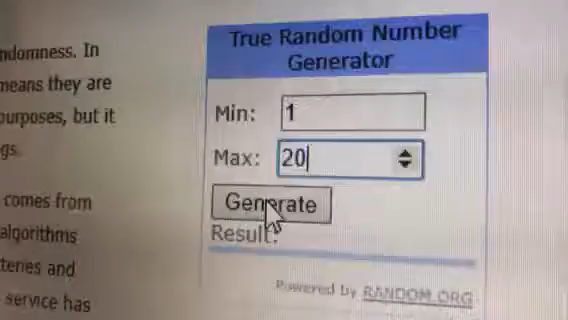 ndomness. In
means they are
purposes, but it
gs.
comes from
algorithms
teries and
service has
True Random Number
Generator
Min: 1
Max: 20
Generate
Result:
Powered by RANDOM.ORG